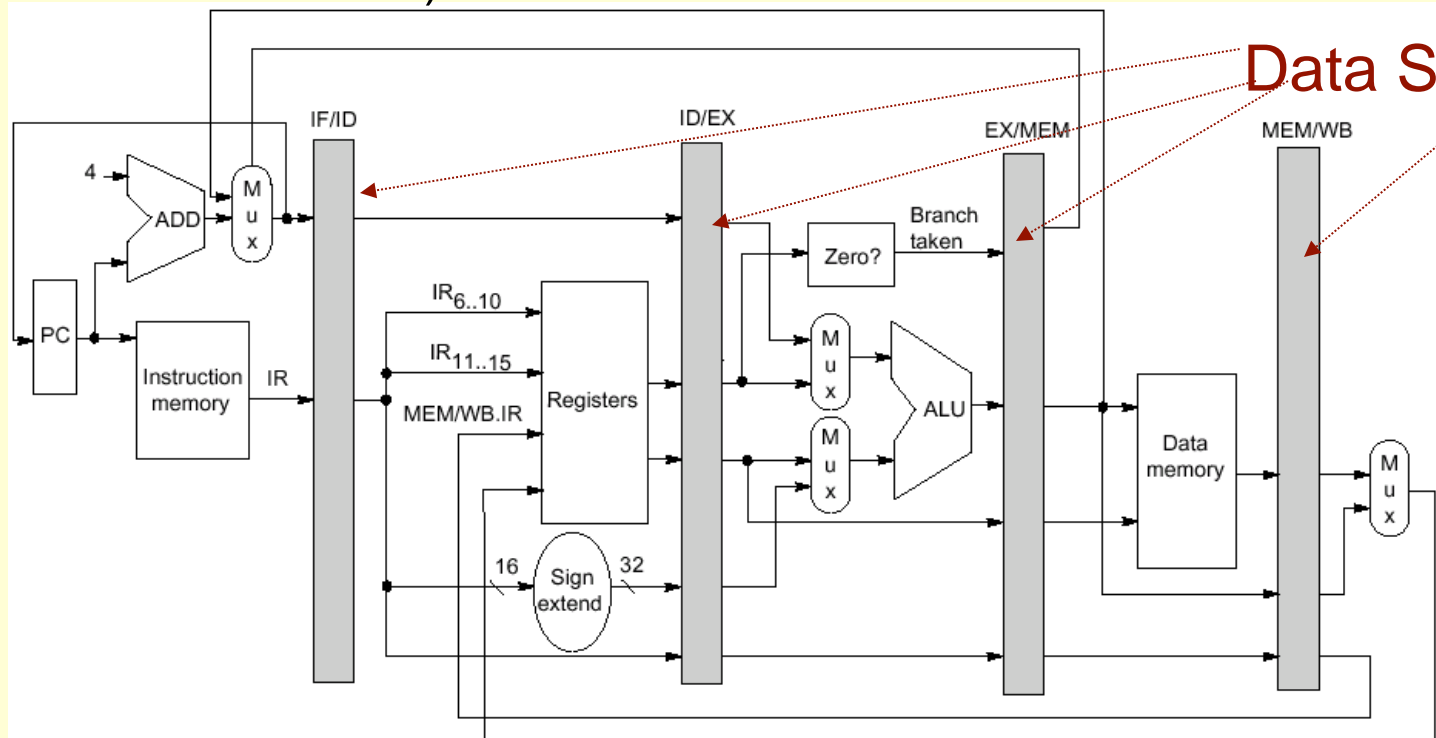 Data S
IF/ID
ID/EX
EX/MEM
MEM/WB
4
ADD
M
u
x
Branch
taken
Zero?
PC
Instruction
memory
IR
IR6..10
IR11..15
MEM/WB.IR
Registers
M
u
x
M
u
x
ALU
Data
memory
M
u
x
16
Sign
extend
32